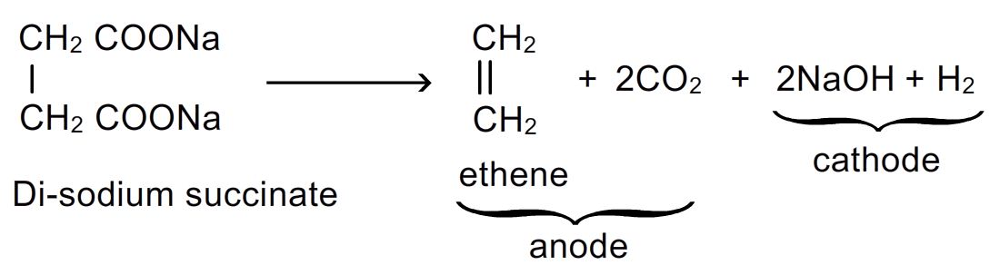 CH₂ COONa
|
CH₂ COONa
Di-sodium succinate
⟶
CH₂
||
CH₂
ethene
+ 2CO₂ + 2NaOH + H₂
anode
cathode